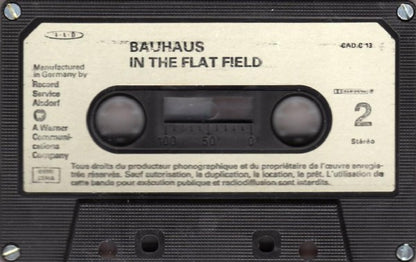 BAUHAUS
IN THE FLAT FIELD
CAD C 13
Manufactured
in Germany by
Record
Service
Alsdorf
A Warner
Communi-
cations
Company
2
Stéréo
100 50 0
Tous droits du producteur phonographique et du propriétaire de l'œuvre enregis-
trés réservés. Sauf autorisation, la duplication, la location, le prêt, L'utilisation de
cette bande pour exécution publique et radiodiffusion sont interdits.